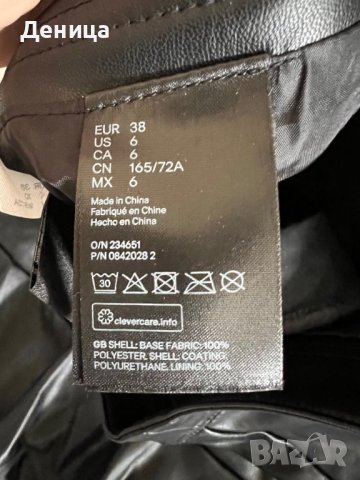 Деница
EUR 38
US 6
CA 6
CN 165/72A
MX 6
Made in China
Fabriqué en Chine
Hecho en China
O/N 234651
P/N 0842028 2
30
clevercare.info
GB SHELL: BASE FABRIC: 100%
POLYESTER. SHELL: COATING:
POLYURETHANE. LINING: 100%
BAZAR